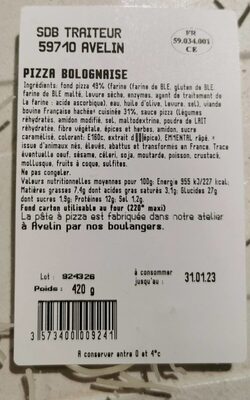 SDB TRAITEUR
59710 AVELIN
FR
59.034.001
CE
PIZZA BOLOGNAISE
Ingrédients: fond pizza 49% (farine (farine de BLE, gluten de BLE
farine de BLE malté, levure sèche, enzymes, agent de traitement de
la farine : acide ascorbique), eau, huile d'olive, levure, sel), viande
bovine Française hachée* cuisinée 31%, sauce pizza (légumes
réhydratés, amidon modifié, sel, maltodextrine, poudre de LAIT
réhydraté, fibre végétale, épices et herbes, amidon, sucre
caramélisé, colorant: E160c, extrait d' EMMENTAL râpé. *
issue d'animaux nés, élevés, abattus et transformés en France. Trace
éventuelle oeuf, sésame, céleri, soja, moutarde, poisson, crustacé,
mollusque, fruits à coque, sulfites.
Ne pas congeler.
Valeurs nutritionnelles moyennes pour 100g: Energie 955 kJ/227 kcal;
Matières grasses 7.4g dont acides gras saturés 3.1g; Glucides 27g
dont sucres 1.9g; Protéines 12g; Sel 1.2g.
Fond carton utilisable au four (220° maxi)
La pâte à pizza est fabriquée dans notre atelier
à Avelin par nos boulangers.
Lot : 924326
Poids : 420 g
à consommer
jusqu'au :
31.01.23
3 573400 009241
A conserver entre 0 et 4°c